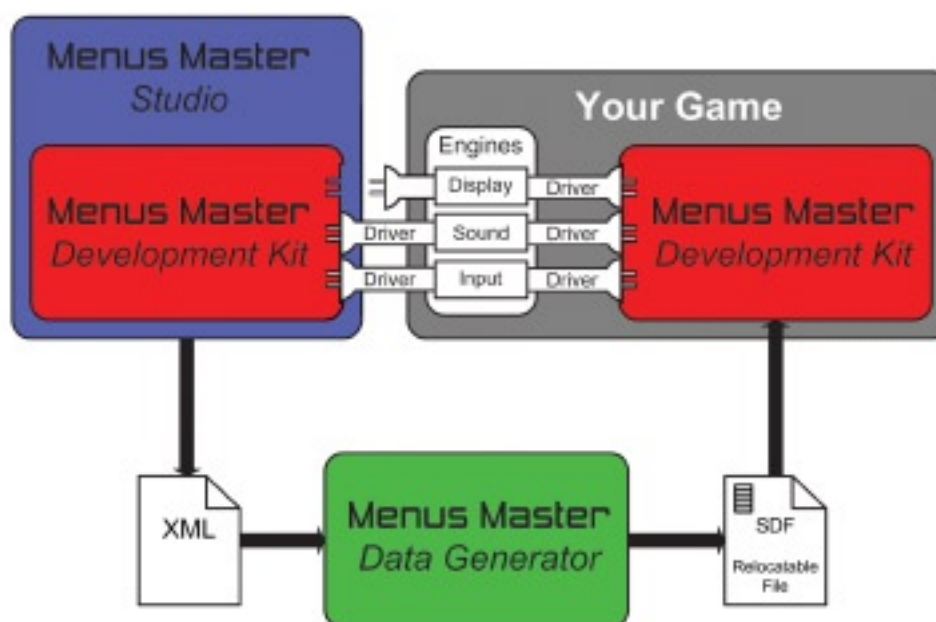 Menus Master
Studio
Menus Master
Development Kit
Your Game
Engines
Display
Driver
Driver
Sound
Driver
Driver
Input
Driver
Menus Master
Development Kit
XML
Menus Master
Data Generator
SDF
Relocatable
File